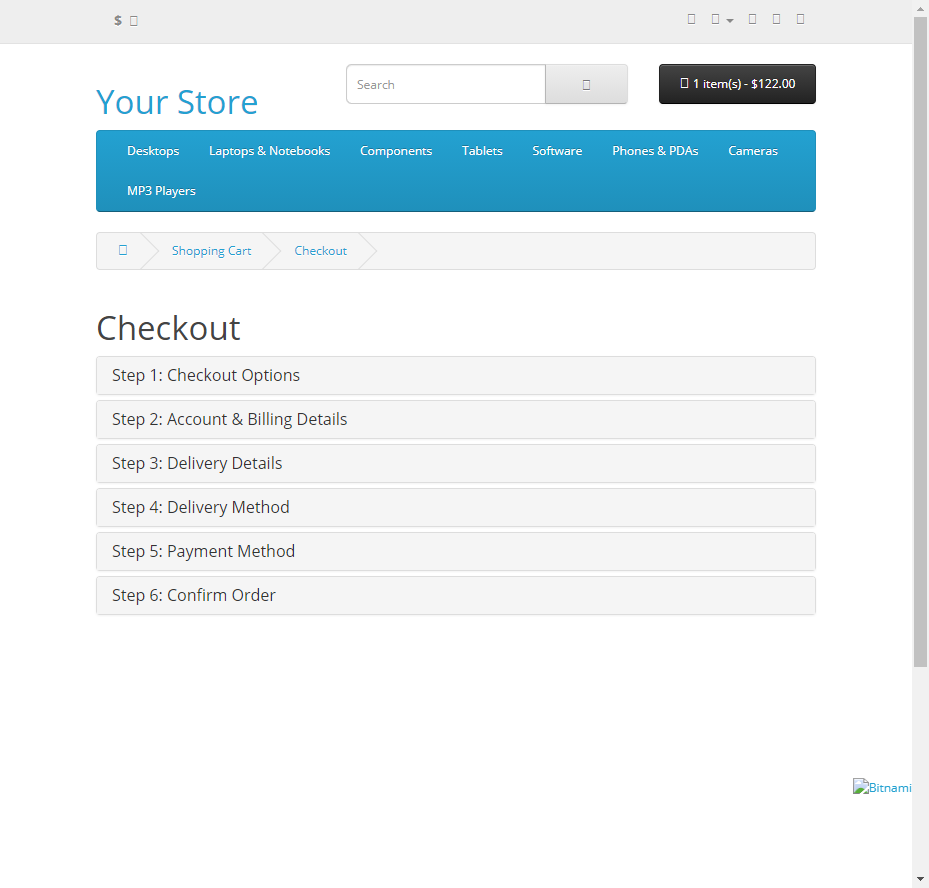 $
Your Store
Search
1 item(s) - $122.00
Desktops
Laptops & Notebooks
Components
Tablets
Software
Phones & PDAs
Cameras
MP3 Players
Shopping Cart
Checkout
Checkout
Step 1: Checkout Options
Step 2: Account & Billing Details
Step 3: Delivery Details
Step 4: Delivery Method
Step 5: Payment Method
Step 6: Confirm Order
Bitnami